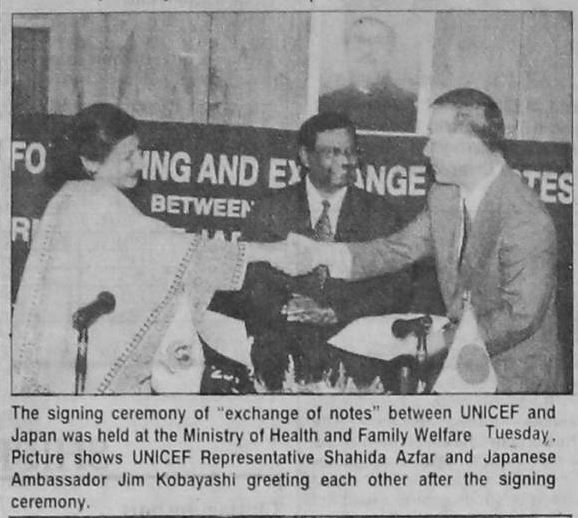 FO NING AND EX ANGE TES
BETWEEN
The signing ceremony of "exchange of notes" between UNICEF and
Japan was held at the Ministry of Health and Family Welfare Tuesday.
Picture shows UNICEF Representative Shahida Azfar and Japanese
Ambassador Jim Kobayashi greeting each other after the signing
ceremony.